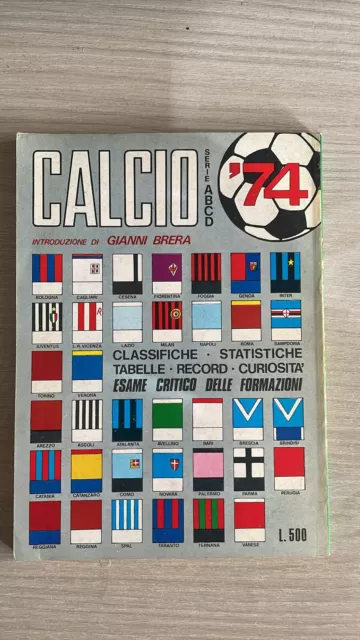 CALCIO
SERIE
ABCD
'74
INTRODUZIONE DI GIANNI BRERA
BOLOGNA CAGLIARI CESENA FIORENTINA FOGGIA GENOA INTER
JUVENTUS L.R. VICENZA LAZIO MILAN NAPOLI ROMA SAMPDORIA
CLASSIFICHE · STATISTICHE
TABELLE · RECORD · CURIOSITA'
ESAME CRITICO DELLE FORMAZIONI
TORINO VERONA
AREZZO ASCOLI ATALANTA AVELLINO BARI BRESCIA BRINDISI
CATANIA CATANZARO COMO NOVARA PALERMO PARMA PERUGIA
REGGIANA REGGINA SPAL TARANTO TERNANA VARESE
L. 500